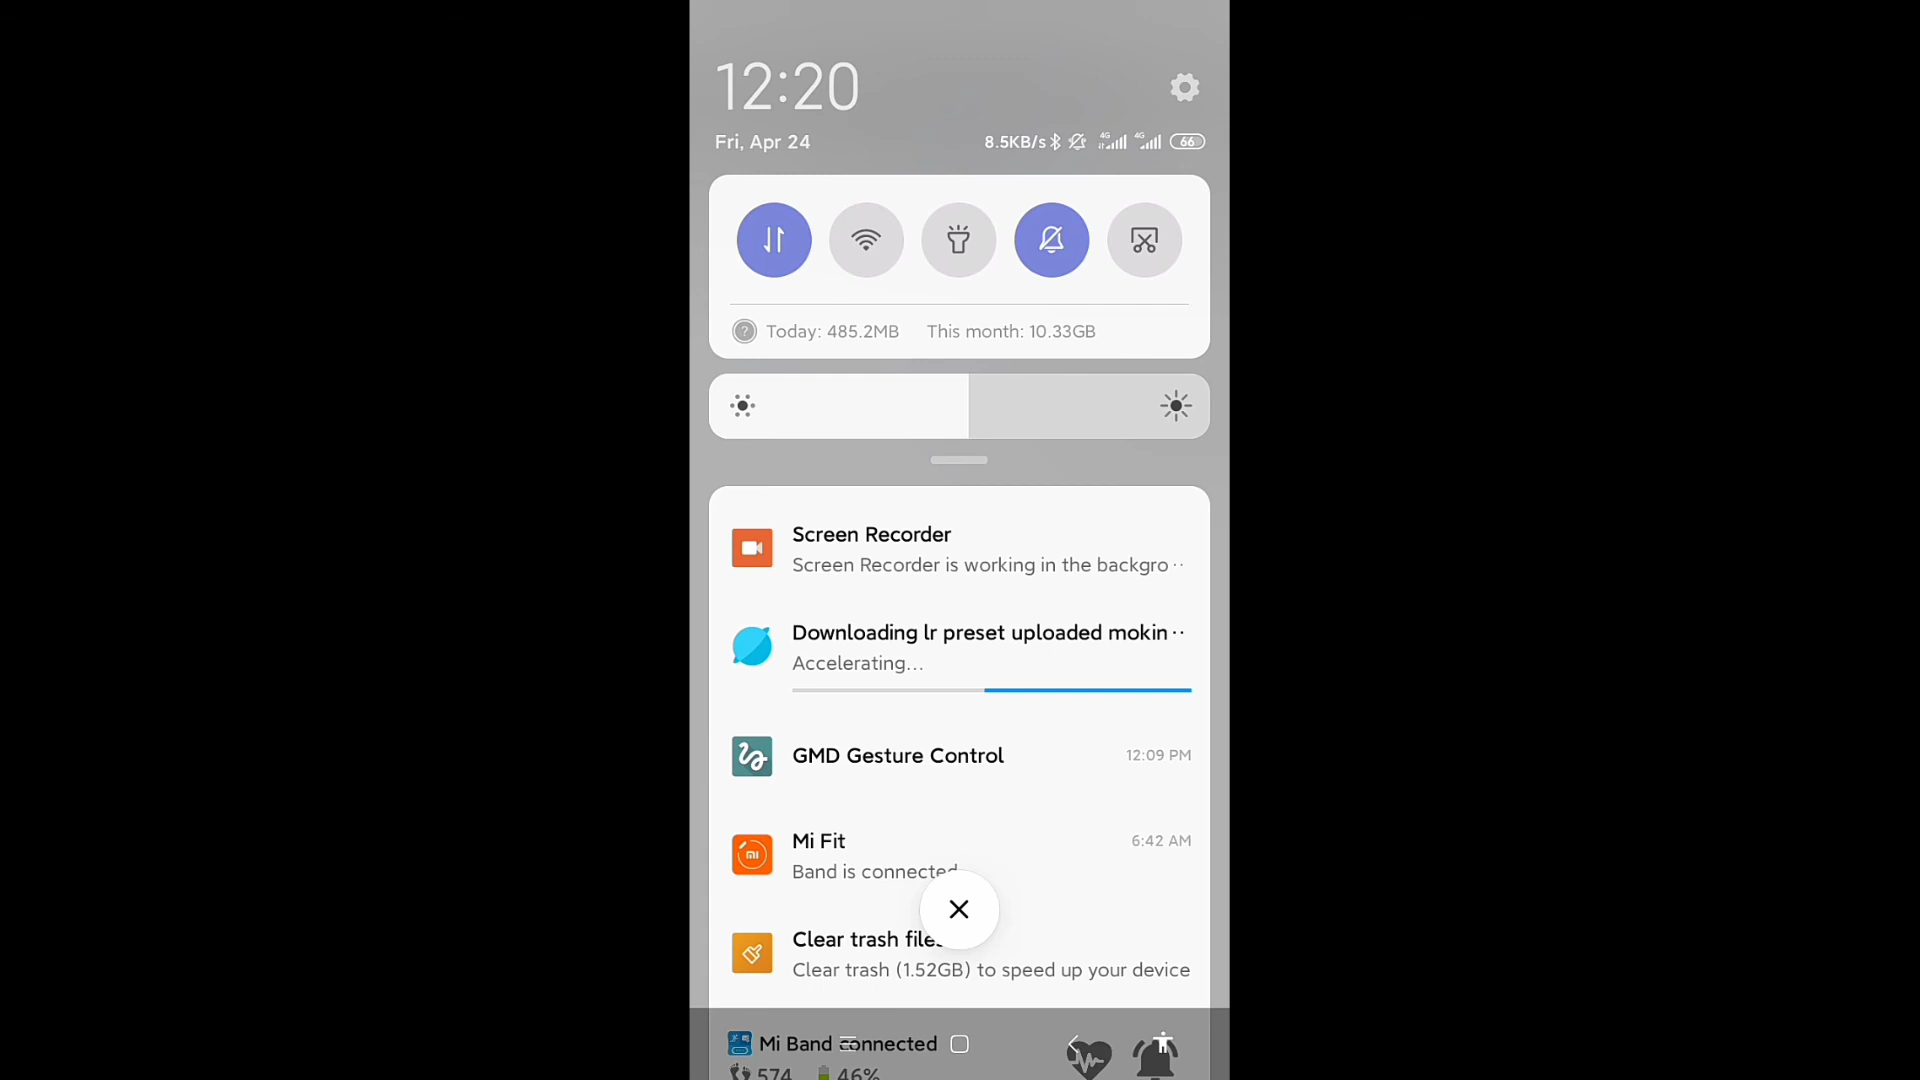 12:20
Fri, Apr 24
8.5KB/s 4G 4G 66
Today: 485.2MB This month: 10.33GB
Screen Recorder
Screen Recorder is working in the backgro··
Downloading lr preset uploaded mokin··
Accelerating...
GMD Gesture Control 12:09 PM
Mi Fit 6:42 AM
Band is connected
Clear trash files
Clear trash (1.52GB) to speed up your device
Mi Band connected
574 46%